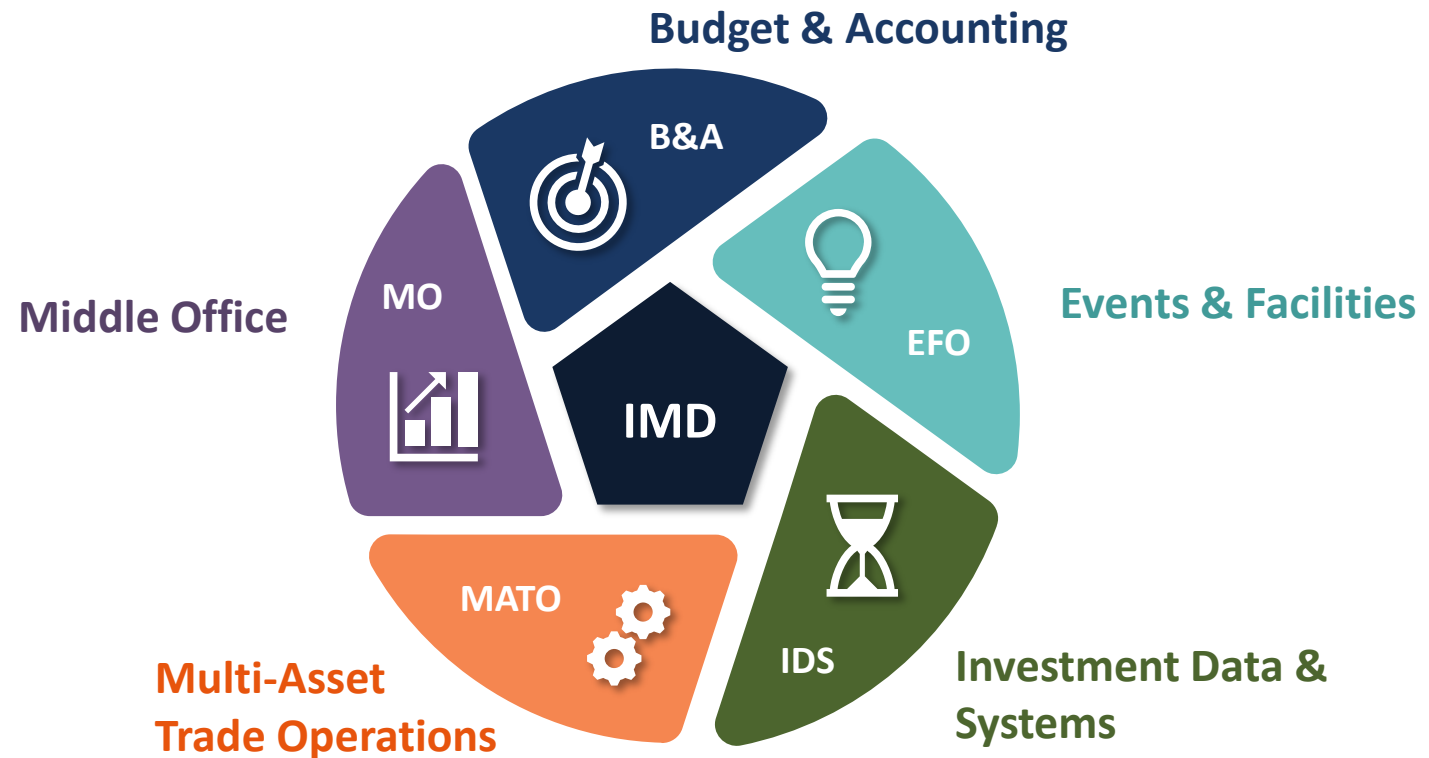 Budget & Accounting
B&A
MO
Middle Office
Events & Facilities
EFO
IMD
MATO
IDS
Multi-Asset
Trade Operations
Investment Data &
Systems